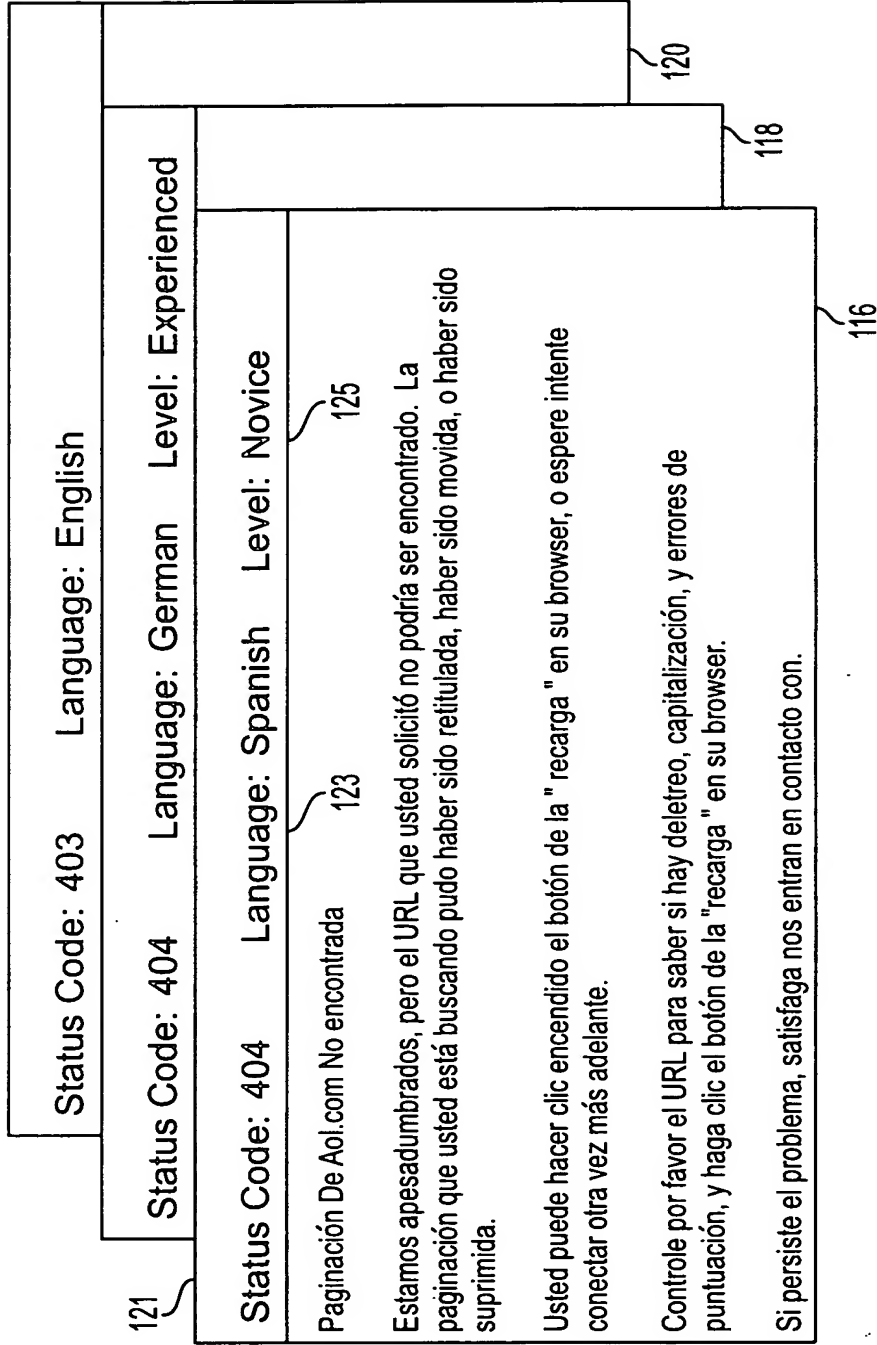 Status Code: 403 Language: English
Status Code: 404 Language: German Level: Experienced
121
Status Code: 404 Language: Spanish Level: Novice
123
125
Paginación De Aol.com No encontrada
Estamos apesadumbrados, pero el URL que usted solicitó no podría ser encontrado. La
paginación que usted está buscando pudo haber sido retitulada, haber sido movida, o haber sido
suprimida.
Usted puede hacer clic encendido el botón de la " recarga " en su browser, o espere intente
conectar otra vez más adelante.
Controle por favor el URL para saber si hay deletreo, capitalización, y errores de
puntuación, y haga clic el botón de la "recarga " en su browser.
Si persiste el problema, satisfaga nos entran en contacto con.
116
118
120